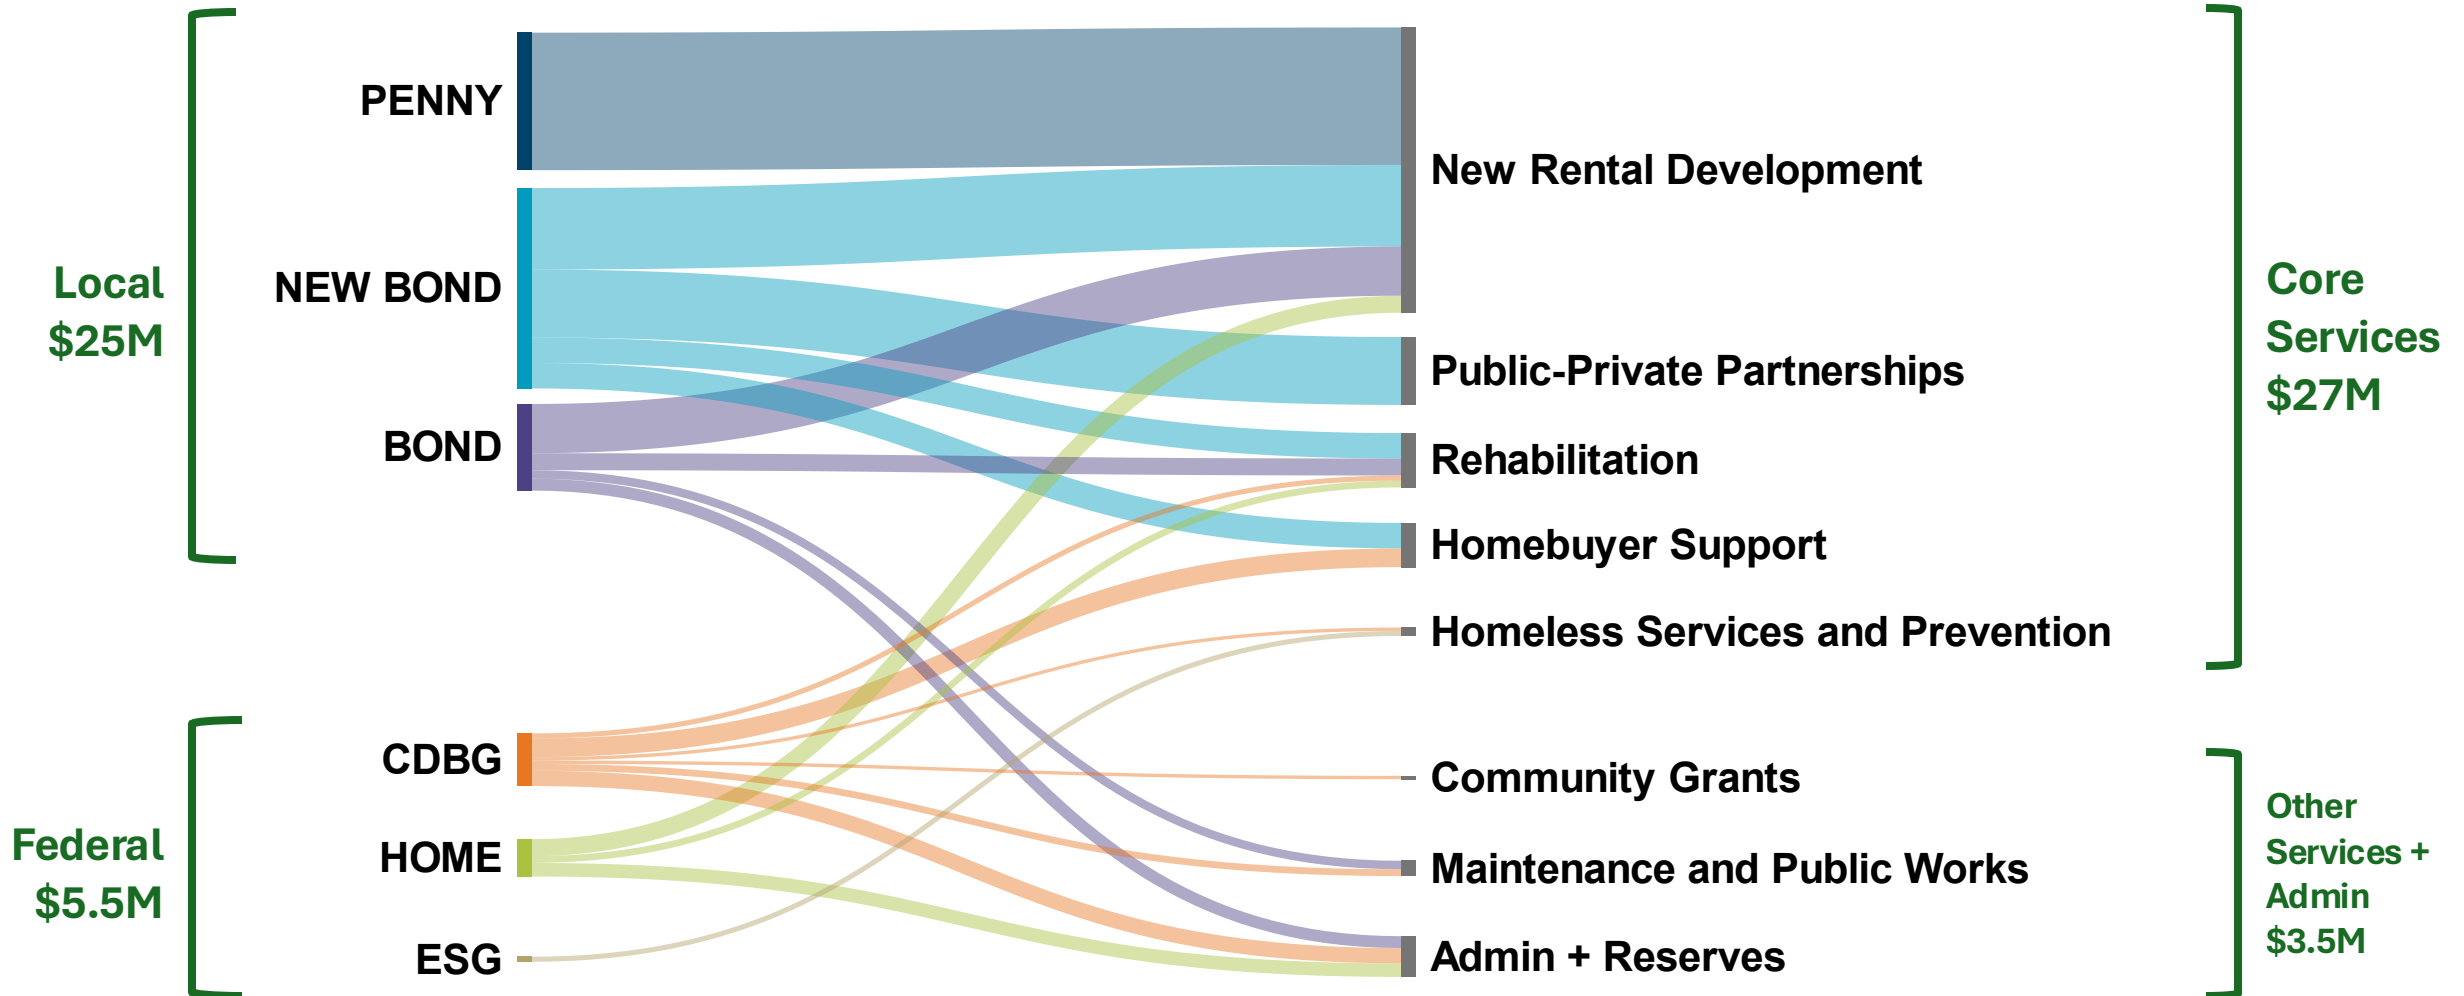 Local
$25M
PENNY
NEW BOND
BOND
Federal
$5.5M
CDBG
HOME
ESG
New Rental Development
Public-Private Partnerships
Rehabilitation
Homebuyer Support
Homeless Services and Prevention
Community Grants
Maintenance and Public Works
Admin + Reserves
Core
Services
$27M
Other
Services +
Admin
$3.5M